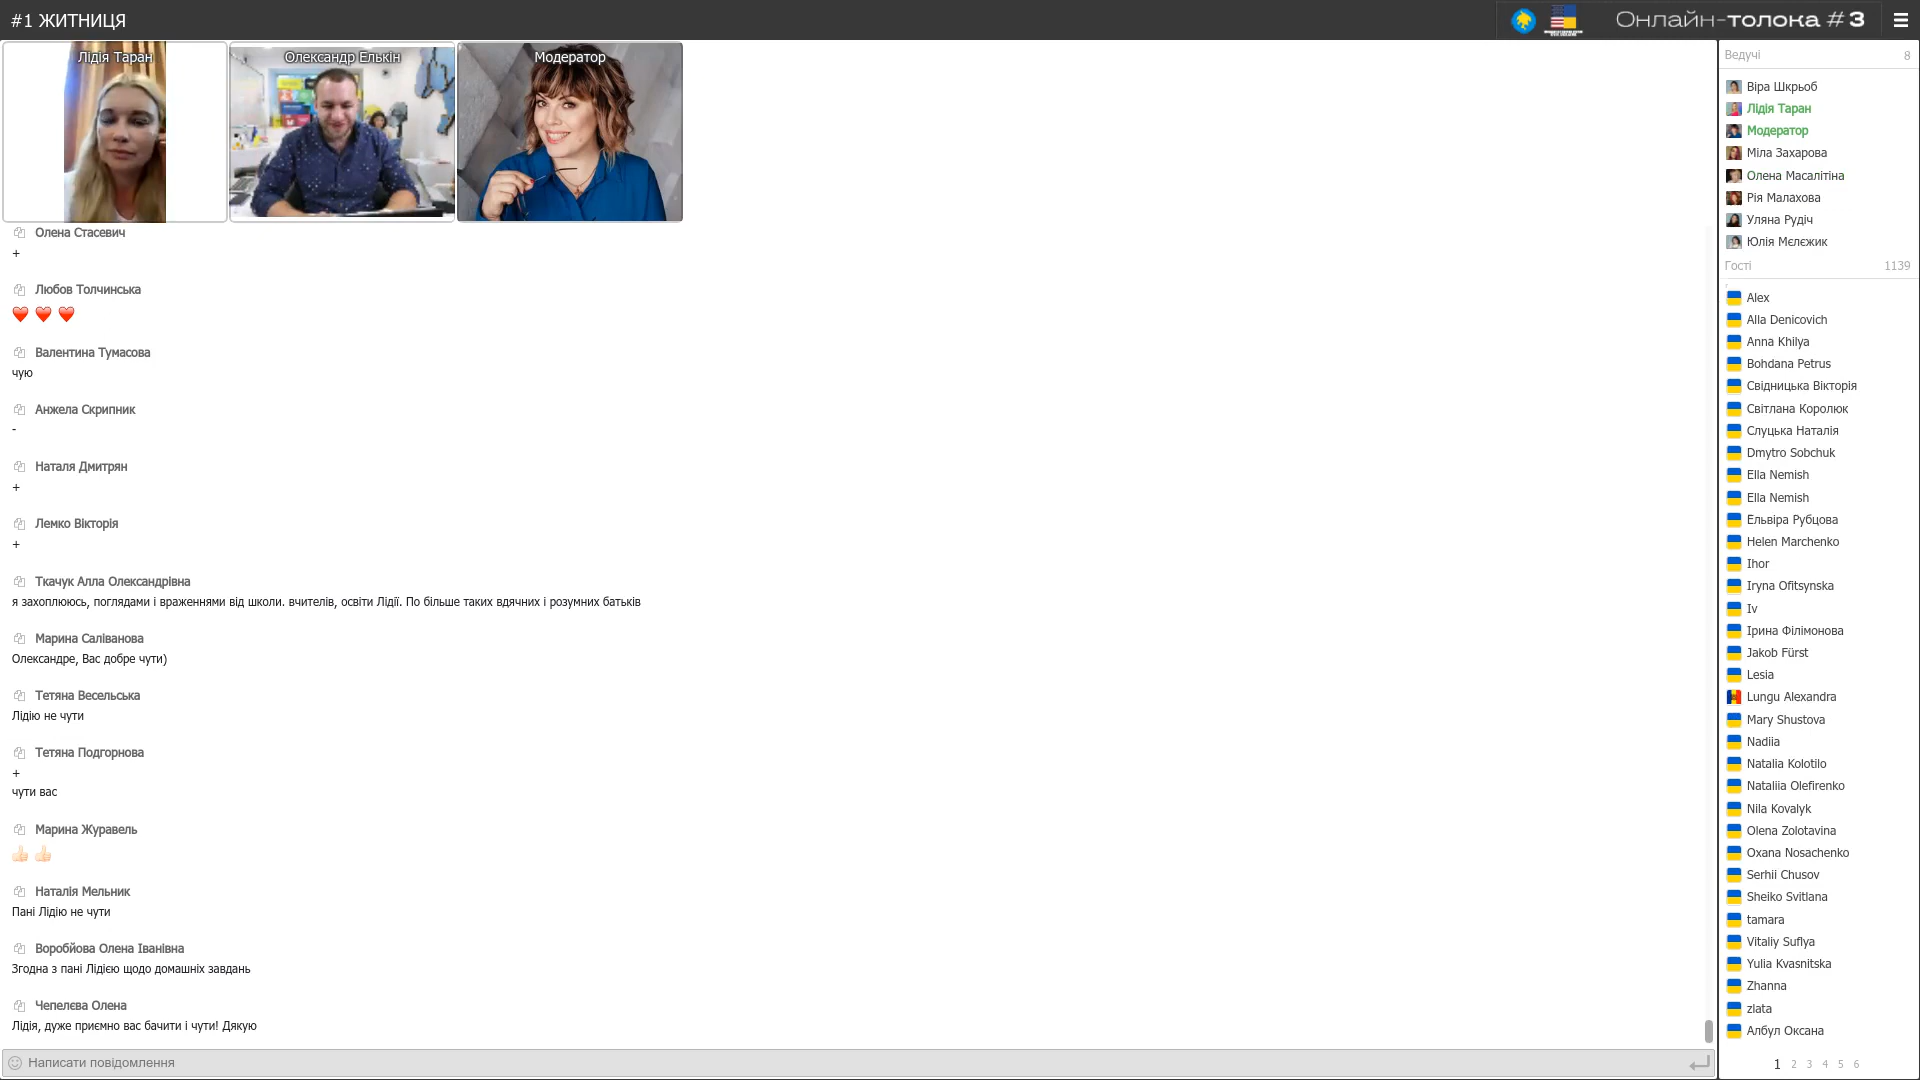 #1 ЖИТНИЦЯ
Онлайн-толока #3
Лідія Таран
Олександр Елькін
Модератор
Олена Стасевич
+
Любов Толчинська
Валентина Тумасова
чую
Анжела Скрипник
-
Наталя Дмитрян
+
Лемко Вікторія
+
Ткачук Алла Олександрівна
я захоплююсь, поглядами і враженнями від школи. вчителів, освіти Лідії. По більше таких вдячних і розумних батьків
Марина Саліванова
Олександре, Вас добре чути)
Тетяна Весельська
Лідію не чути
Тетяна Подгорнова
+
чути вас
Марина Журавель
Наталія Мельник
Пані Лідію не чути
Воробйова Олена Іванівна
Згодна з пані Лідією щодо домашніх завдань
Чепелєва Олена
Лідія, дуже приємно вас бачити і чути! Дякую
Написати повідомлення
Ведучі 8
Віра Шкрьоб
Лідія Таран
Модератор
Міла Захарова
Олена Масалітіна
Рія Малахова
Уляна Рудіч
Юлія Мєлєжик
Гості 1139
Alex
Alla Denicovich
Anna Khilya
Bohdana Petrus
Cвідницька Вікторія
Cвітлана Королюк
Cлуцька Наталія
Dmytro Sobchuk
Ella Nemish
Ella Nemish
Eльвіра Рубцова
Helen Marchenko
Ihor
Iryna Ofitsynska
Iv
Iрина Філімонова
Jakob Fürst
Lesia
Lungu Alexandra
Mary Shustova
Nadiia
Natalia Kolotilo
Nataliia Olefirenko
Nila Kovalyk
Olena Zolotavina
Oxana Nosachenko
Serhii Chusov
Sheiko Svitlana
tamara
Vitaliy Suflya
Yulia Kvasnitska
Zhanna
zlata
Албул Оксана
1 2 3 4 5 6